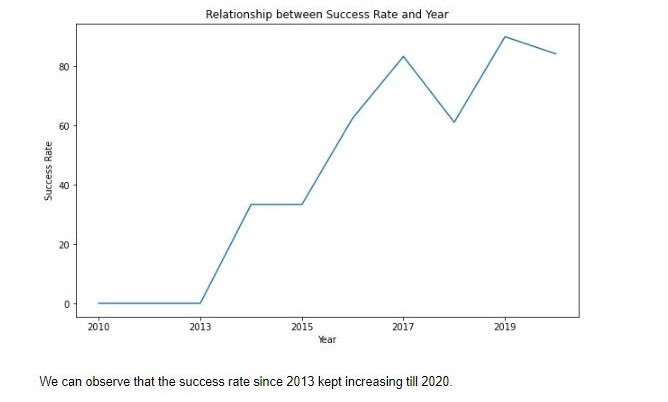 Relationship between Success Rate and Year
80
60
40
20
0
Success Rate
2010 2013 2015 2017 2019
Year
We can observe that the success rate since 2013 kept increasing till 2020.